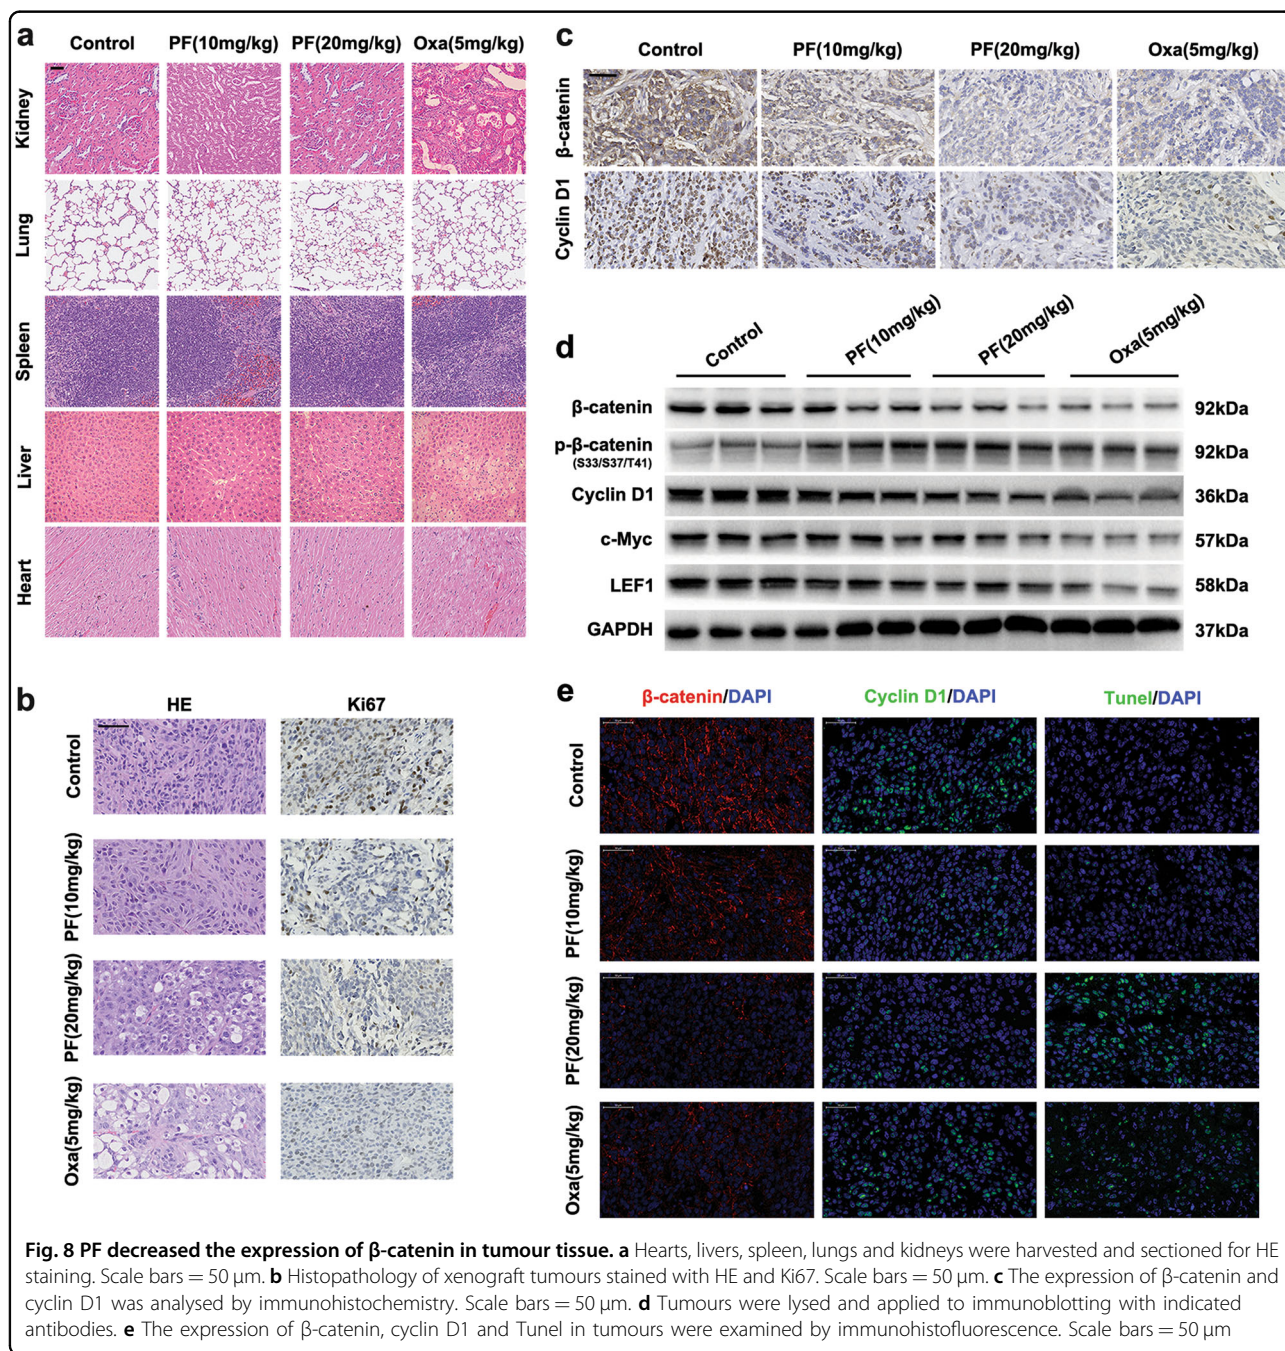 a
Control PF(10mg/kg) PF(20mg/kg) Oxa(5mg/kg)
Kidney
Lung
Spleen
Liver
Heart
b
HE Ki67
Control
PF(10mg/kg)
PF(20mg/kg)
Oxa(5mg/kg)
c
Control PF(10mg/kg) PF(20mg/kg) Oxa(5mg/kg)
β-catenin
Cyclin D1
d
Control PF(10mg/kg) PF(20mg/kg) Oxa(5mg/kg)
β-catenin 92kDa
p-β-catenin 92kDa
(S33/S37/T41)
Cyclin D1 36kDa
c-Myc 57kDa
LEF1 58kDa
GAPDH 37kDa
e
β-catenin/DAPI Cyclin D1/DAPI Tunel/DAPI
Control
PF(10mg/kg)
PF(20mg/kg)
Oxa(5mg/kg)
Fig. 8 PF decreased the expression of β-catenin in tumour tissue. a Hearts, livers, spleen, lungs and kidneys were harvested and sectioned for HE
staining. Scale bars = 50 μm. b Histopathology of xenograft tumours stained with HE and Ki67. Scale bars = 50 μm. c The expression of β-catenin and
cyclin D1 was analysed by immunohistochemistry. Scale bars = 50 μm. d Tumours were lysed and applied to immunoblotting with indicated
antibodies. e The expression of β-catenin, cyclin D1 and Tunel in tumours were examined by immunohistofluorescence. Scale bars = 50 μm